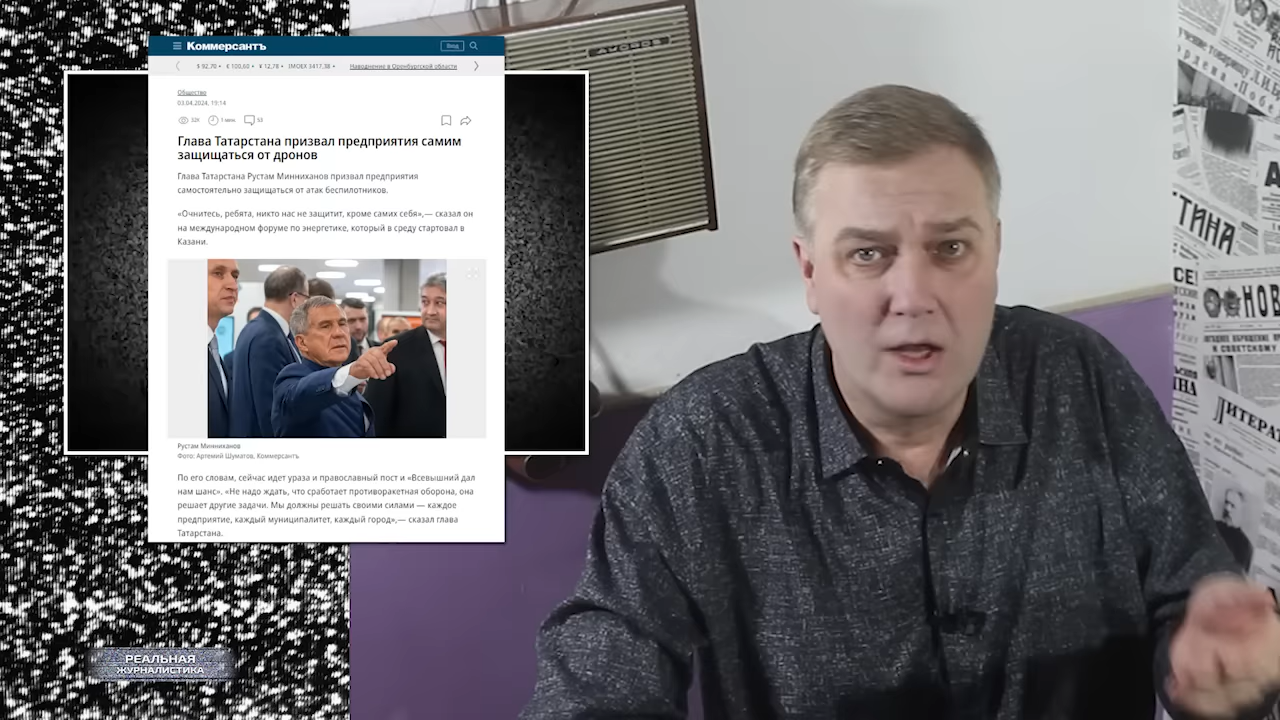 Коммерсантъ
Вход
$ 92,70 • € 100,60 • ¥ 12,78 • IMOEX 3417,38 •
Наводнение в Оренбургской области
Общество
03.04.2024, 19:14
32K 1 мин. 53
Глава Татарстана призвал предприятия самим
защищаться от дронов
Глава Татарстана Рустам Минниханов призвал предприятия
самостоятельно защищаться от атак беспилотников.
«Очнитесь, ребята, никто нас не защитит, кроме самих себя»,— сказал он
на международном форуме по энергетике, который в среду стартовал в
Казани.
Рустам Минниханов
Фото: Артемий Шуматов, Коммерсантъ
По его словам, сейчас идет ураза и православный пост и «Всевышний дал
нам шанс». «Не надо ждать, что сработает противоракетная оборона, она
решает другие задачи. Мы должны решать своими силами — каждое
предприятие, каждый муниципалитет, каждый город»,— сказал глава
Татарстана.
РЕАЛЬНАЯ
ЖУРНАЛИСТИКА
ТИНА
НОВ
ЛИТЕРА